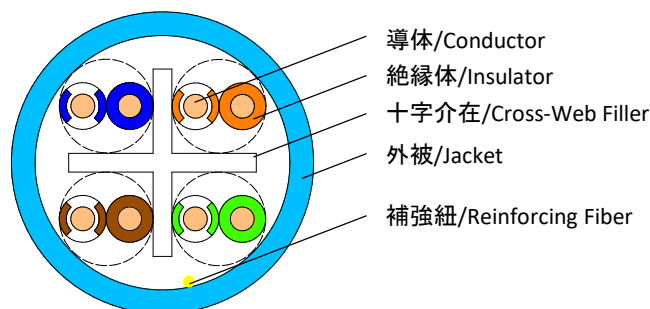 導体/Conductor
絶縁体/Insulator
十字介在/Cross-Web Filler
外被/Jacket
補強紐/Reinforcing Fiber